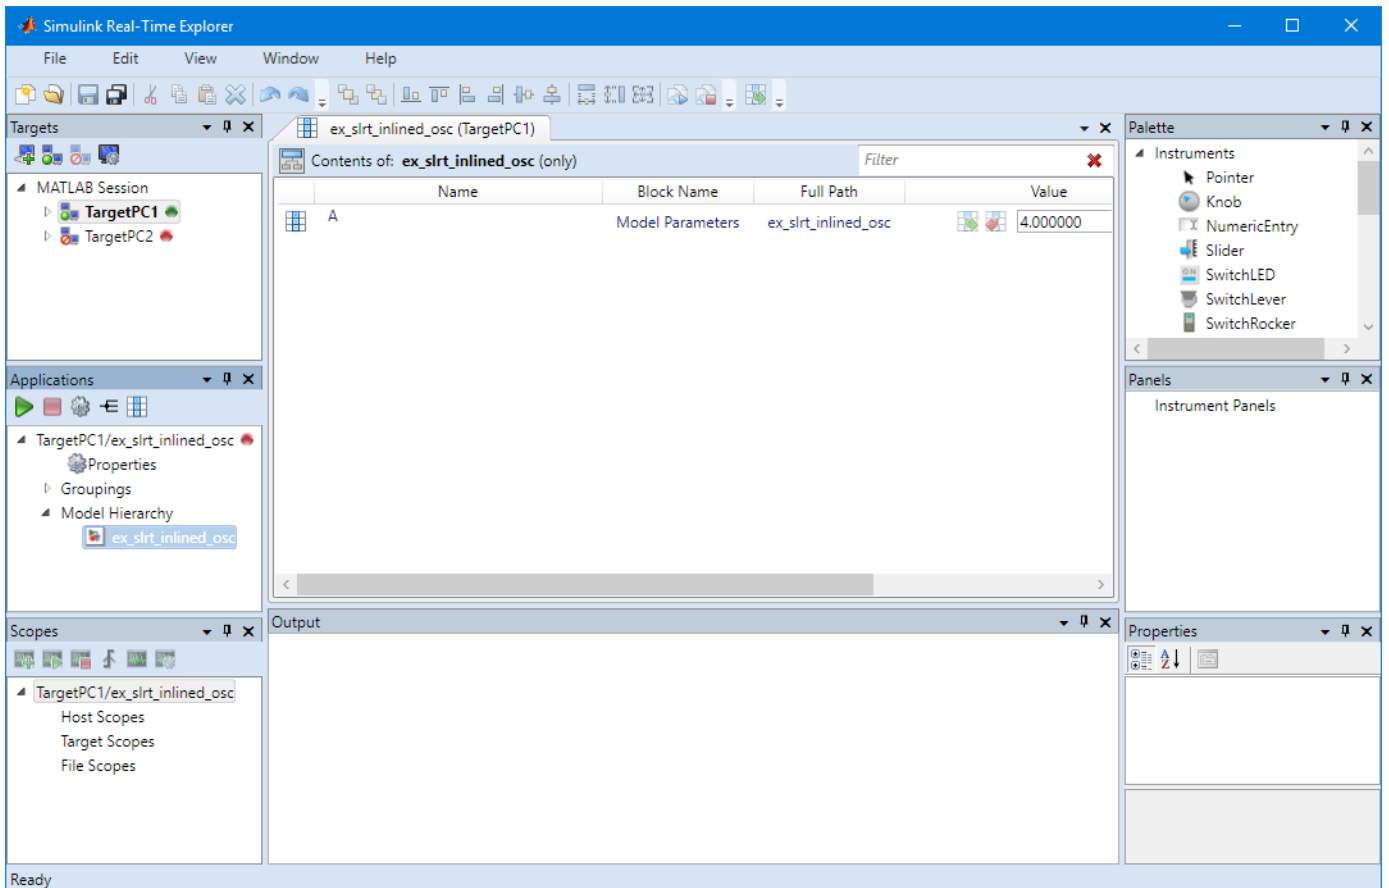 Simulink Real-Time Explorer
File Edit View Window Help
Targets
MATLAB Session
TargetPC1
TargetPC2
Applications
TargetPC1/ex_slrt_inlined_osc
Properties
Groupings
Model Hierarchy
ex_slrt_inlined_osc
Scopes
TargetPC1/ex_slrt_inlined_osc
Host Scopes
Target Scopes
File Scopes
ex_slrt_inlined_osc (TargetPC1)
Contents of: ex_slrt_inlined_osc (only) Filter
Name Block Name Full Path Value
A Model Parameters ex_slrt_inlined_osc 4.000000
Output
Palette
Instruments
Pointer
Knob
NumericEntry
Slider
SwitchLED
SwitchLever
SwitchRocker
Panels
Instrument Panels
Properties
Ready